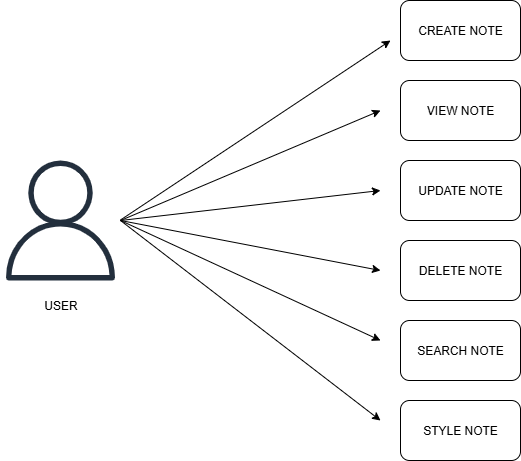 CREATE NOTE
VIEW NOTE
UPDATE NOTE
DELETE NOTE
USER
SEARCH NOTE
STYLE NOTE